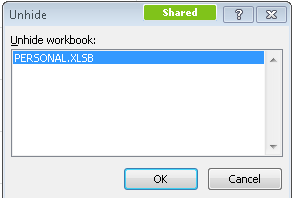 Unhide
Shared
?
Unhide workbook:
PERSONAL.XLSB
OK
Cancel